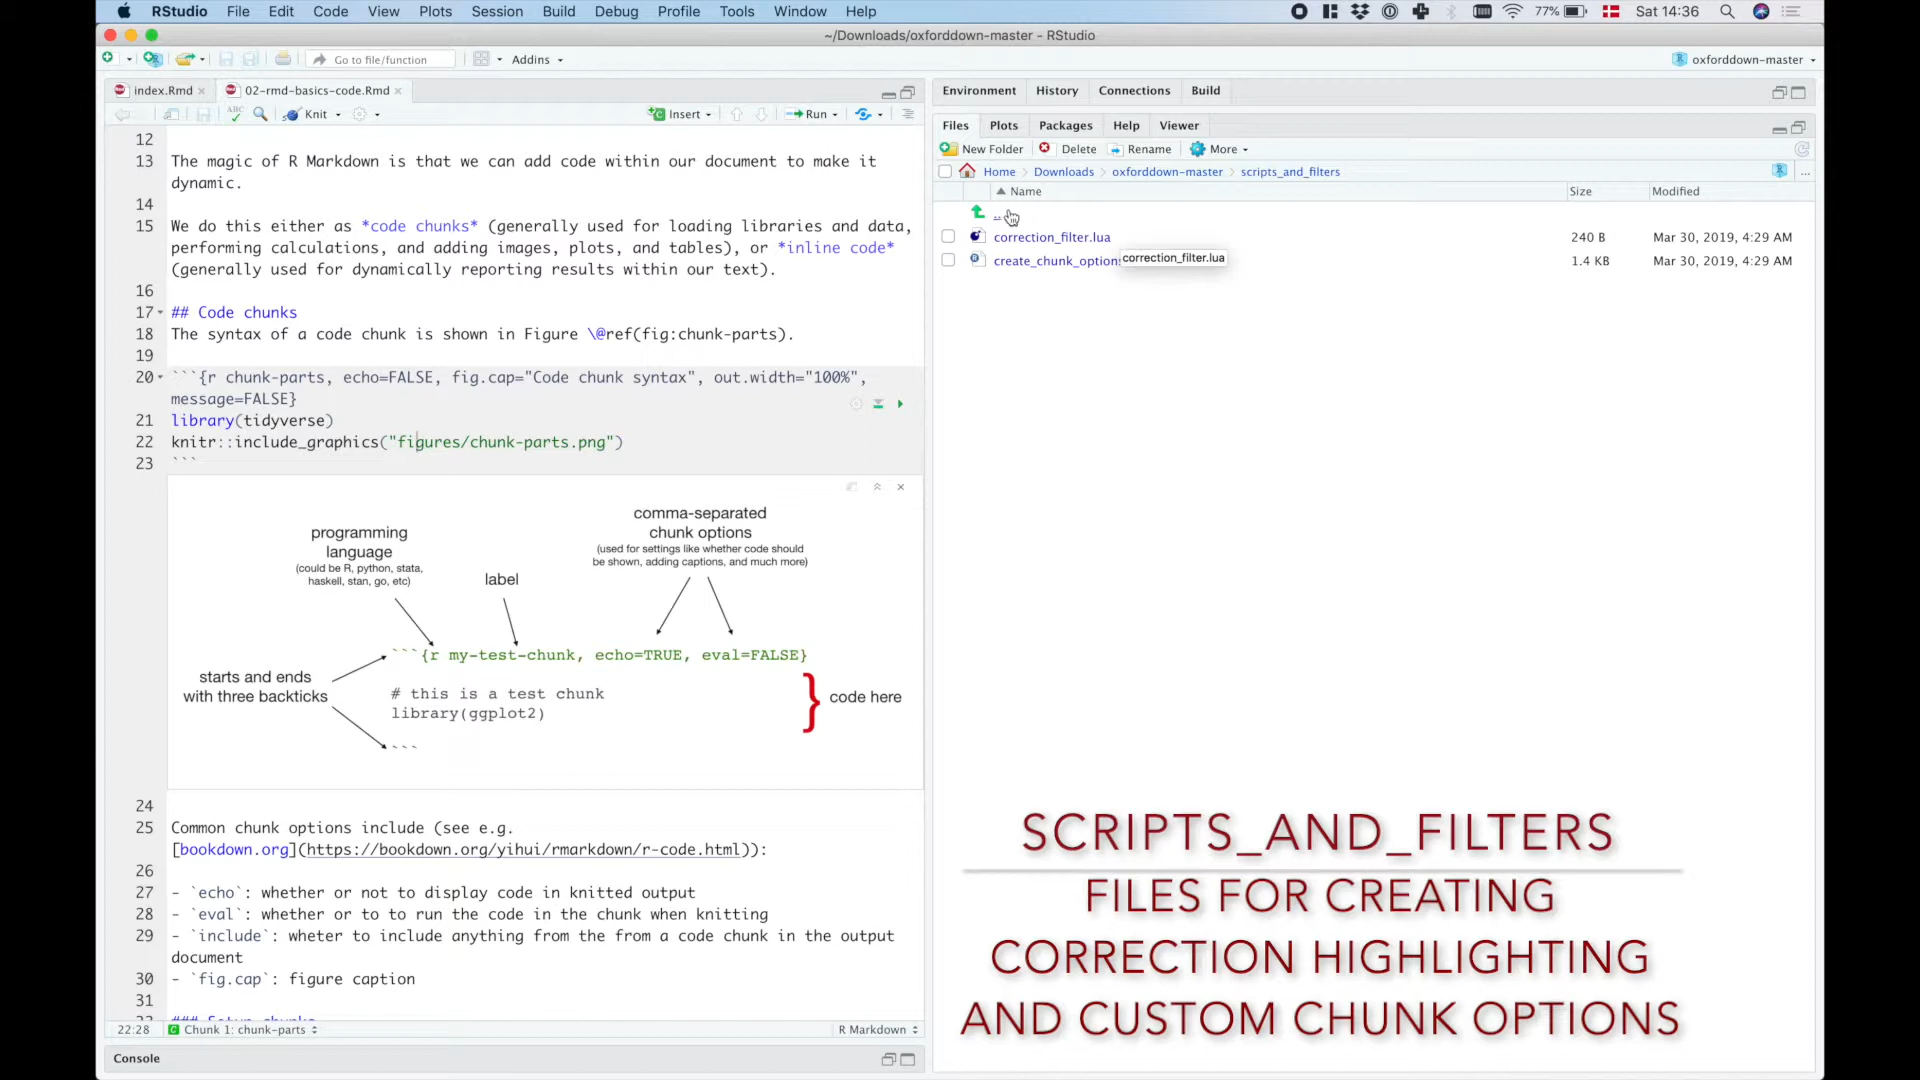 RStudio File Edit Code View Plots Session Build Debug Profile Tools Window Help 77% Sat 14:36
~/Downloads/oxforddown-master - RStudio
Go to file/function Addins oxforddown-master
index.Rmd 02-rmd-basics-code.Rmd
Knit Insert Run
12
13 The magic of R Markdown is that we can add code within our document to make it
dynamic.
14
15 We do this either as *code chunks* (generally used for loading libraries and data,
performing calculations, and adding images, plots, and tables), or *inline code*
(generally used for dynamically reporting results within our text).
16
17 ## Code chunks
18 The syntax of a code chunk is shown in Figure \@ref(fig:chunk-parts).
19
20 ```{r chunk-parts, echo=FALSE, fig.cap="Code chunk syntax", out.width="100%",
message=FALSE}
21 library(tidyverse)
22 knitr::include_graphics("figures/chunk-parts.png")
23 ```
programming
language
(could be R, python, stata,
haskell, stan, go, etc)
label
comma-separated
chunk options
(used for settings like whether code should
be shown, adding captions, and much more)
```{r my-test-chunk, echo=TRUE, eval=FALSE}
starts and ends
with three backticks
# this is a test chunk
library(ggplot2)
```
} code here
24
25 Common chunk options include (see e.g.
[bookdown.org](https://bookdown.org/yihui/rmarkdown/r-code.html)):
26
27 - `echo`: whether or not to display code in knitted output
28 - `eval`: whether or to to run the code in the chunk when knitting
29 - `include`: wheter to include anything from the from a code chunk in the output
document
30 - `fig.cap`: figure caption
31
22:28 Chunk 1: chunk-parts R Markdown
Console
Environment History Connections Build
Files Plots Packages Help Viewer
New Folder Delete Rename More
Home Downloads oxforddown-master scripts_and_filters ...
Name Size Modified
..
correction_filter.lua 240 B Mar 30, 2019, 4:29 AM
create_chunk_option 1.4 KB Mar 30, 2019, 4:29 AM
correction_filter.lua
SCRIPTS_AND_FILTERS
FILES FOR CREATING
CORRECTION HIGHLIGHTING
AND CUSTOM CHUNK OPTIONS